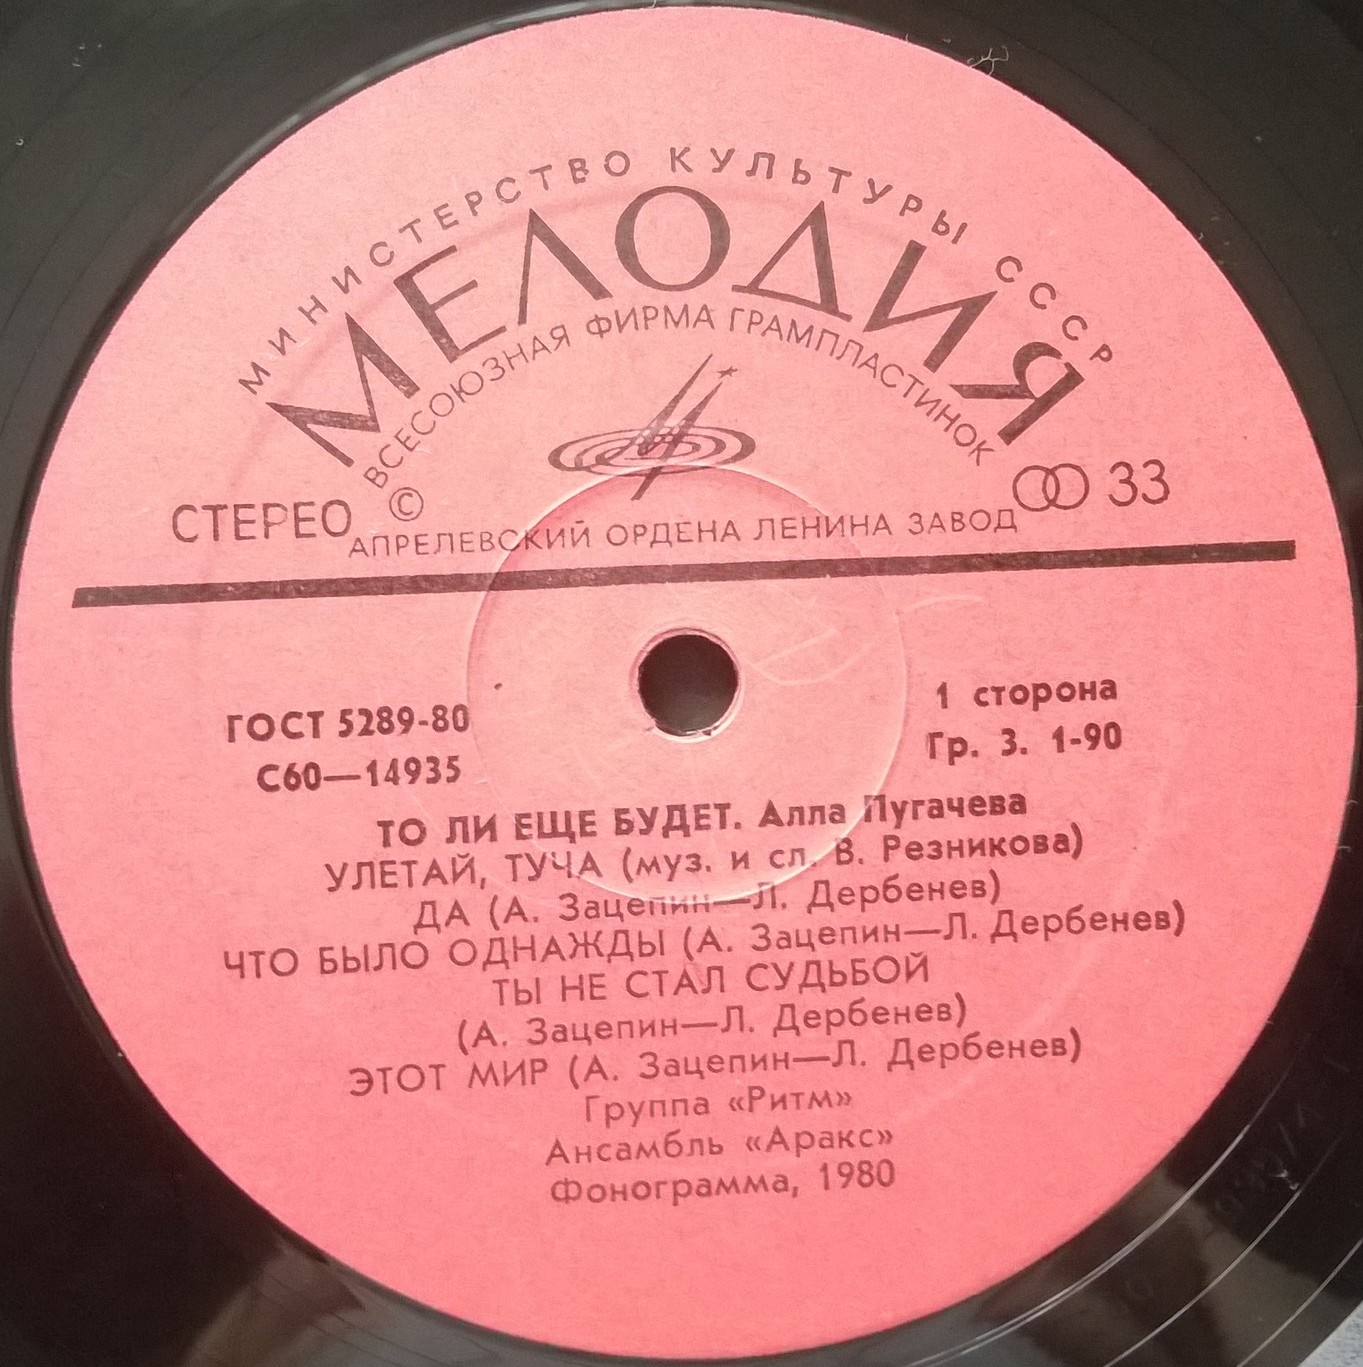 МИНИСТЕРСТВО КУЛЬТУРЫ СССР
МЕЛОДИЯ
ВСЕСОЮЗНАЯ ФИРМА ГРАМПЛАСТИНОК
СТЕРЕО © 33
АПРЕЛЕВСКИЙ ОРДЕНА ЛЕНИНА ЗАВОД
ГОСТ 5289-80 1 сторона
С60—14935 Гр. 3. 1-90
ТО ЛИ ЕЩЕ БУДЕТ. Алла Пугачева
УЛЕТАЙ, ТУЧА (муз. и сл. В. Резникова)
ДА (А. Зацепин—Л. Дербенев)
ЧТО БЫЛО ОДНАЖДЫ (А. Зацепин—Л. Дербенев)
ТЫ НЕ СТАЛ СУДЬБОЙ
(А. Зацепин—Л. Дербенев)
ЭТОТ МИР (А. Зацепин—Л. Дербенев)
Группа «Ритм»
Ансамбль «Аракс»
Фонограмма, 1980